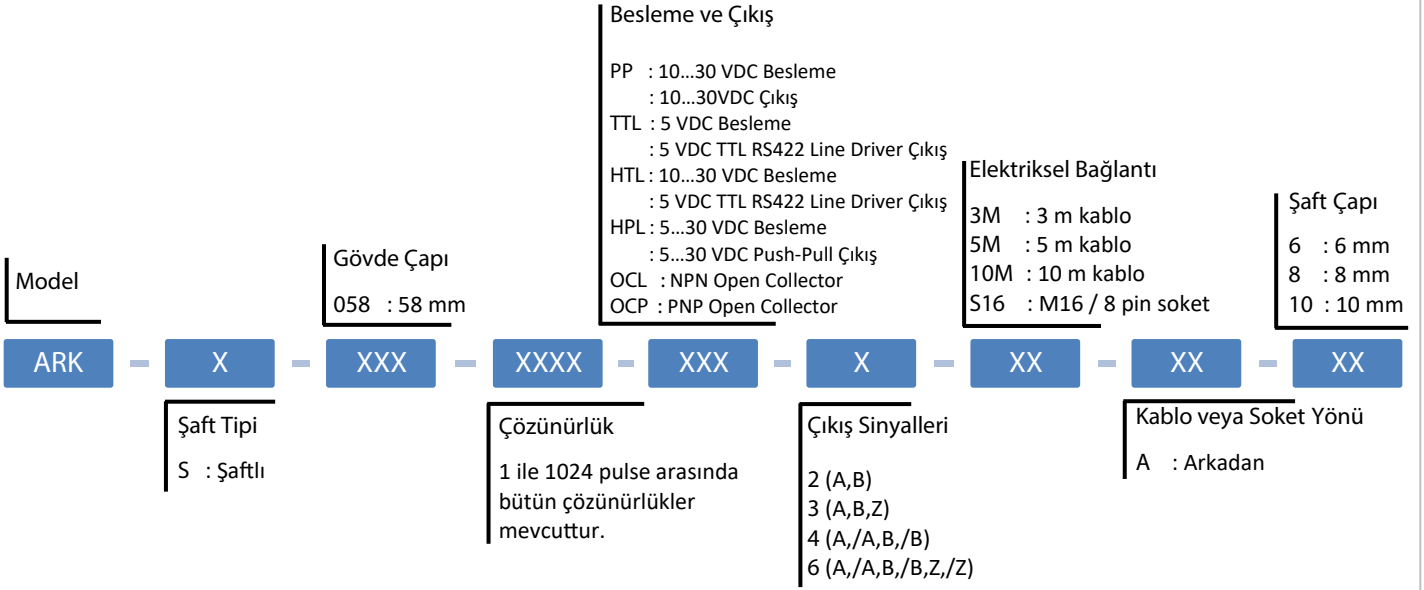 Besleme ve Çıkış
PP : 10...30 VDC Besleme
: 10...30VDC Çıkış
TTL : 5 VDC Besleme
: 5 VDC TTL RS422 Line Driver Çıkış
HTL : 10...30 VDC Besleme
: 5 VDC TTL RS422 Line Driver Çıkış
HPL : 5...30 VDC Besleme
: 5...30 VDC Push-Pull Çıkış
OCL : NPN Open Collector
OCP : PNP Open Collector
Elektriksel Bağlantı
3M : 3 m kablo
5M : 5 m kablo
10M : 10 m kablo
S16 : M16 / 8 pin soket
Şaft Çapı
6 : 6 mm
8 : 8 mm
10 : 10 mm
Gövde Çapı
058 : 58 mm
Model
ARK – X – XXX – XXXX – XXX – X – XX – XX – XX
Şaft Tipi
S : Şaftlı
Çözünürlük
1 ile 1024 pulse arasında
bütün çözünürlükler
mevcuttur.
Çıkış Sinyalleri
2 (A,B)
3 (A,B,Z)
4 (A,/A,B,/B)
6 (A,/A,B,/B,Z,/Z)
Kablo veya Soket Yönü
A : Arkadan